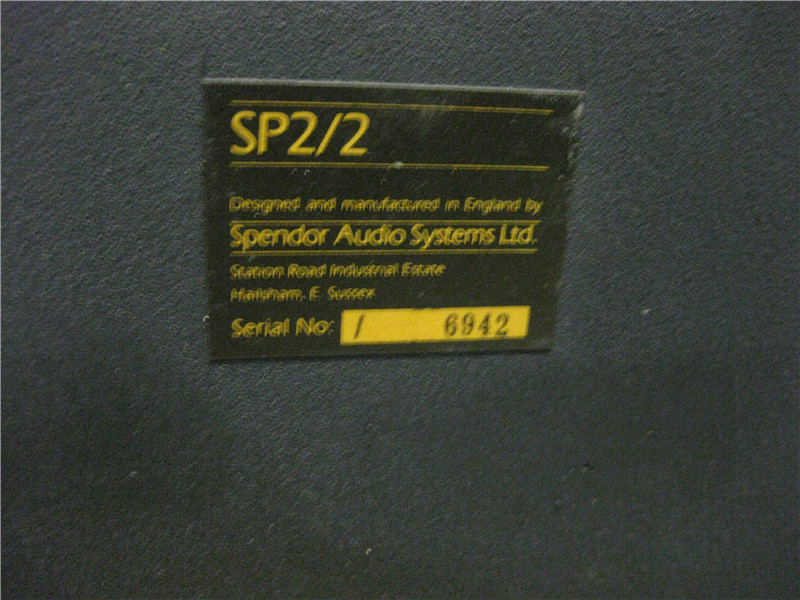 SP2/2
Designed and manufactured in England by
Spendor Audio Systems Ltd.
Station Road Industrial Estate
Hailsham, E. Sussex
Serial No: / 6942